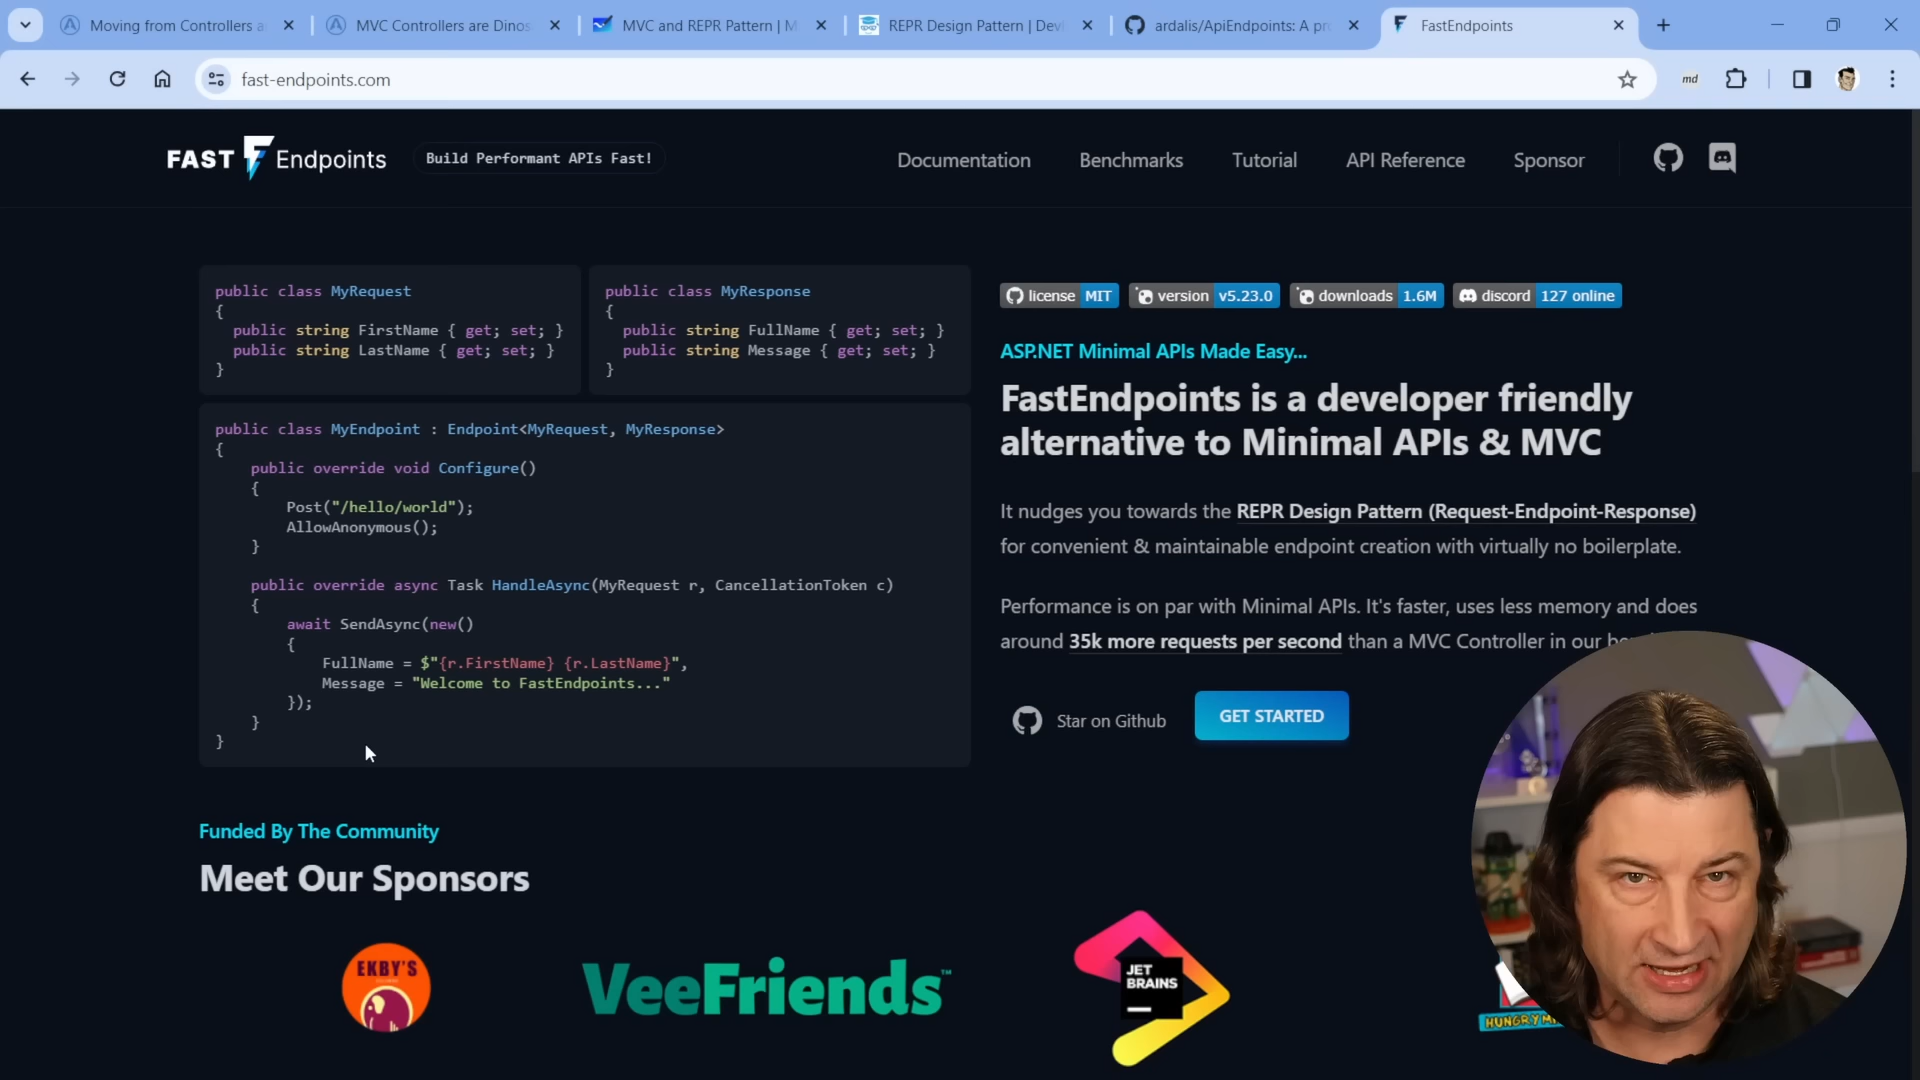 Moving from Controllers a
MVC Controllers are Dinos
MVC and REPR Pattern | M
REPR Design Pattern | Dev
ardalis/ApiEndpoints: A pr
FastEndpoints
fast-endpoints.com
md
FAST Endpoints
Build Performant APIs Fast!
Documentation
Benchmarks
Tutorial
API Reference
Sponsor
public class MyRequest
{
public string FirstName { get; set; }
public string LastName { get; set; }
}
public class MyResponse
{
public string FullName { get; set; }
public string Message { get; set; }
}
public class MyEndpoint : Endpoint<MyRequest, MyResponse>
{
public override void Configure()
{
Post("/hello/world");
AllowAnonymous();
}
public override async Task HandleAsync(MyRequest r, CancellationToken c)
{
await SendAsync(new()
{
FullName = $"{r.FirstName} {r.LastName}",
Message = "Welcome to FastEndpoints..."
});
}
}
license MIT
version v5.23.0
downloads 1.6M
discord 127 online
ASP.NET Minimal APIs Made Easy...
FastEndpoints is a developer friendly
alternative to Minimal APIs & MVC
It nudges you towards the REPR Design Pattern (Request-Endpoint-Response)
for convenient & maintainable endpoint creation with virtually no boilerplate.
Performance is on par with Minimal APIs. It's faster, uses less memory and does
around 35k more requests per second than a MVC Controller in our
Star on Github
GET STARTED
Funded By The Community
Meet Our Sponsors
EKBY'S
VeeFriends™
JET
BRAINS
HUNGRY